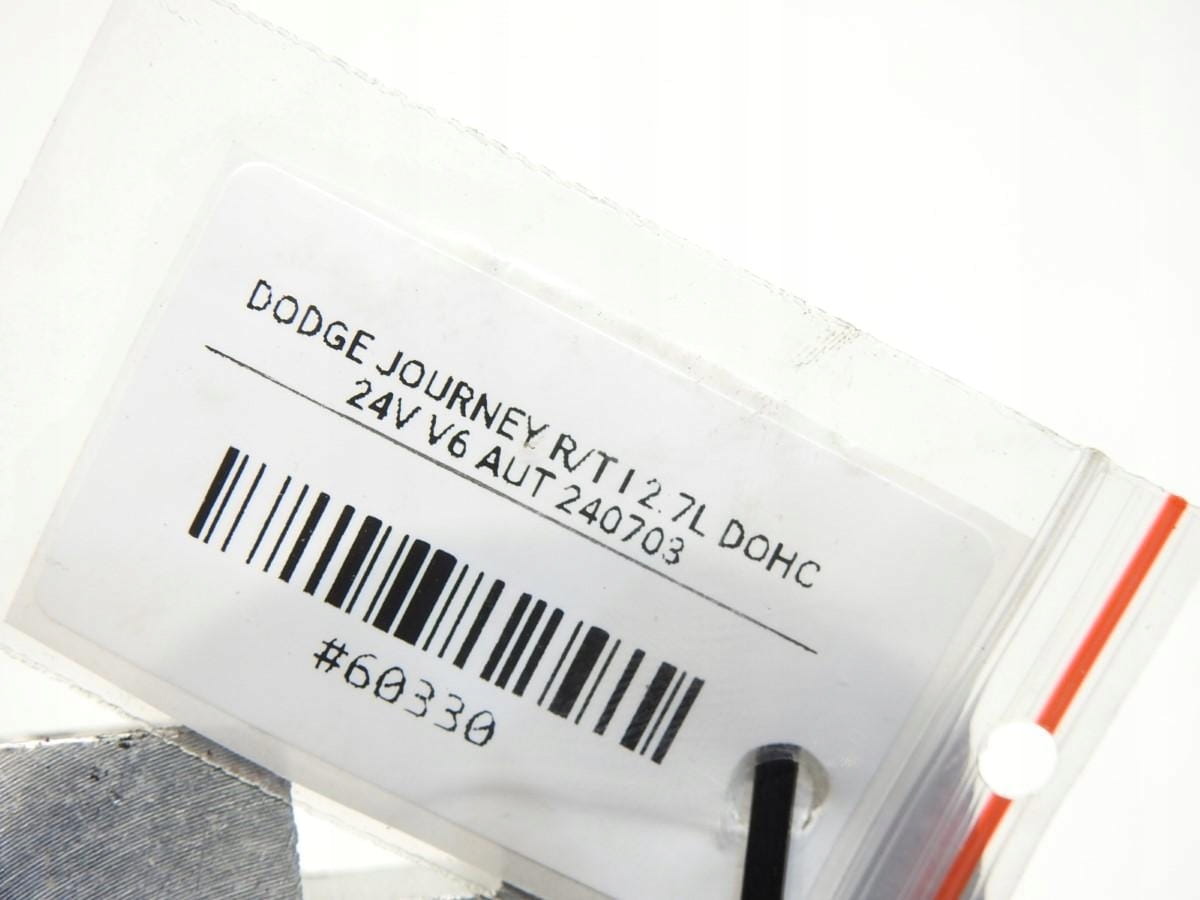 DODGE JOURNEY R/T I 2.7L DOHC
24V V6 AUT 240703
#60330